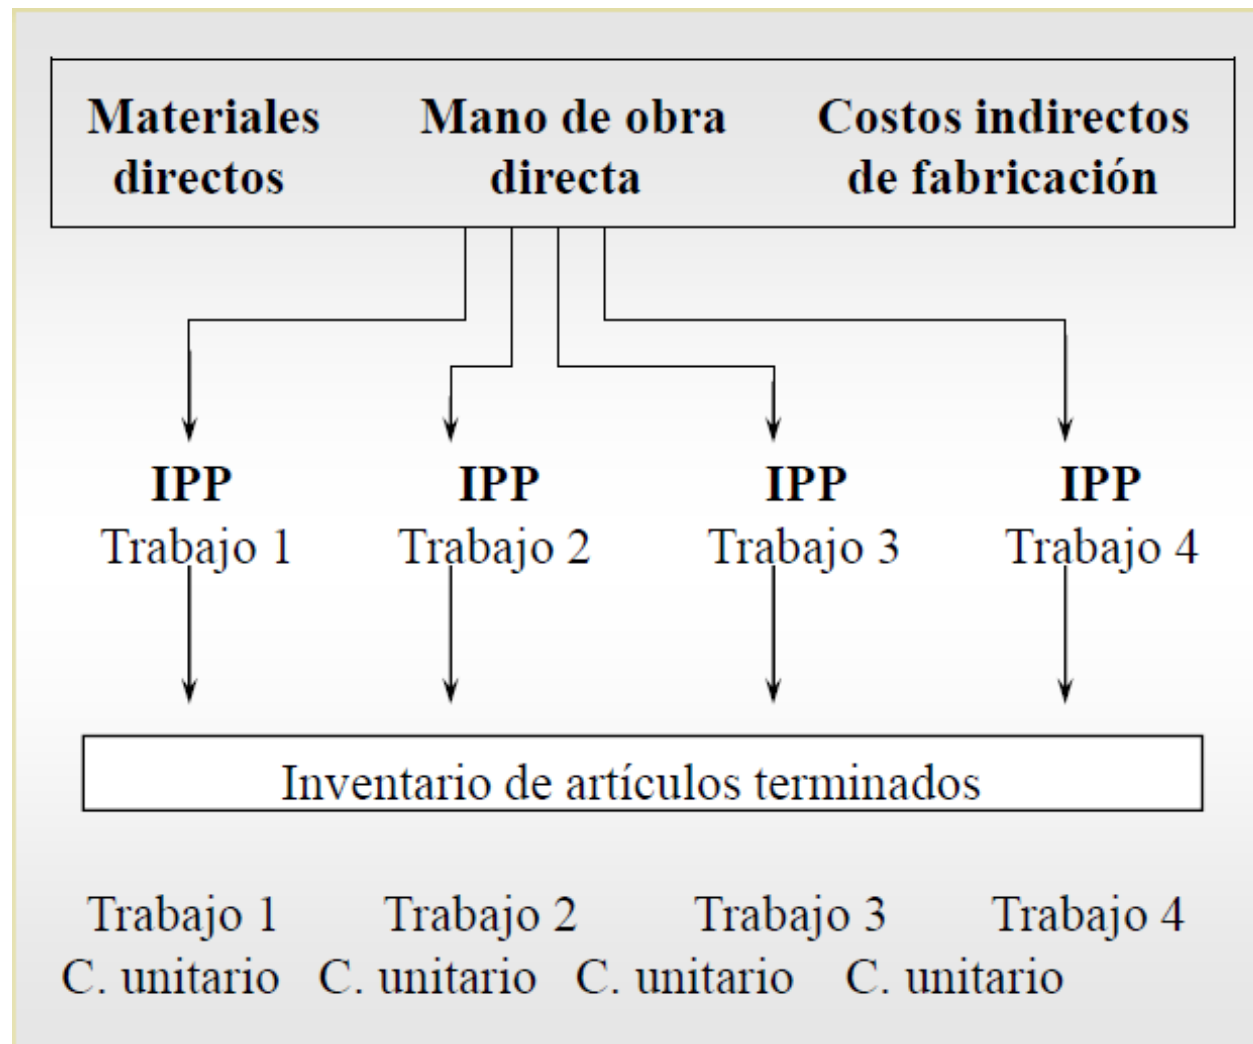 Materiales Mano de obra Costos indirectos
directos directa de fabricación
IPP IPP IPP IPP
Trabajo 1 Trabajo 2 Trabajo 3 Trabajo 4
Inventario de artículos terminados
Trabajo 1 Trabajo 2 Trabajo 3 Trabajo 4
C. unitario C. unitario C. unitario C. unitario